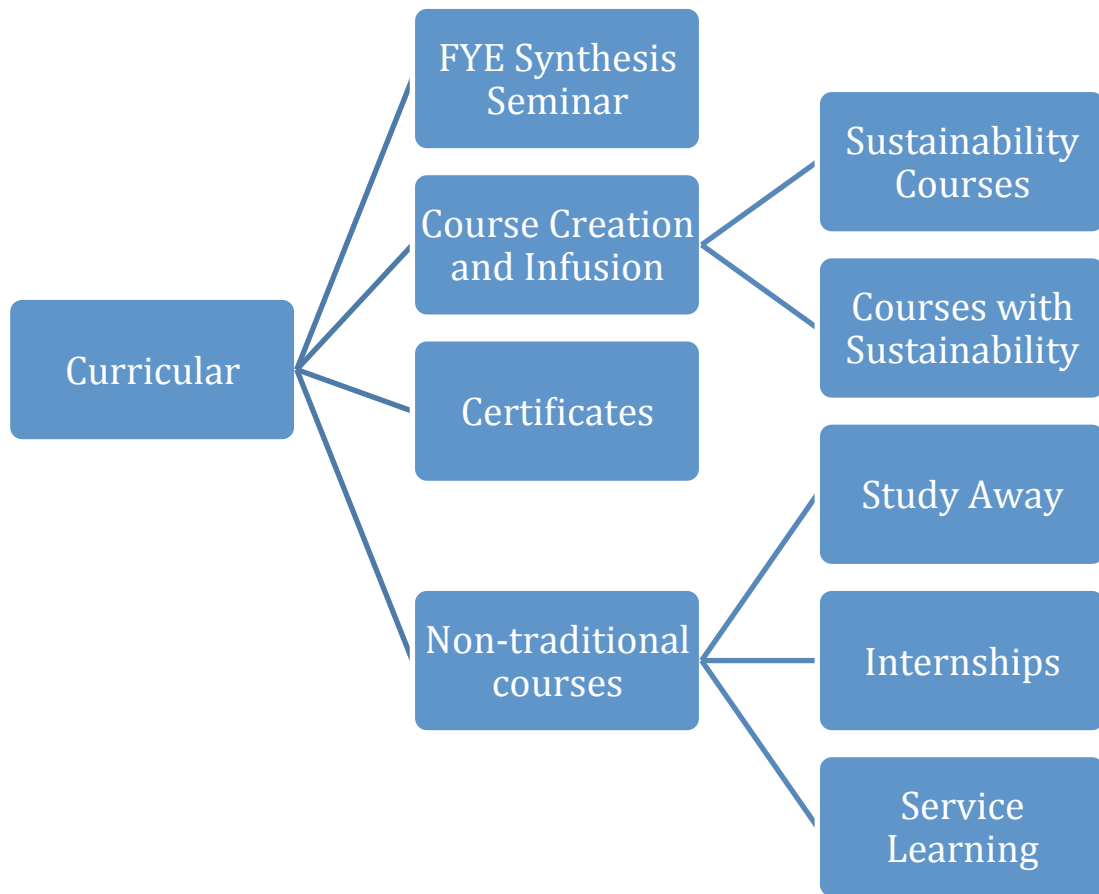 Curricular
FYE Synthesis
Seminar
Course Creation
and Infusion
Sustainability
Courses
Courses with
Sustainability
Certificates
Non-traditional
courses
Study Away
Internships
Service
Learning